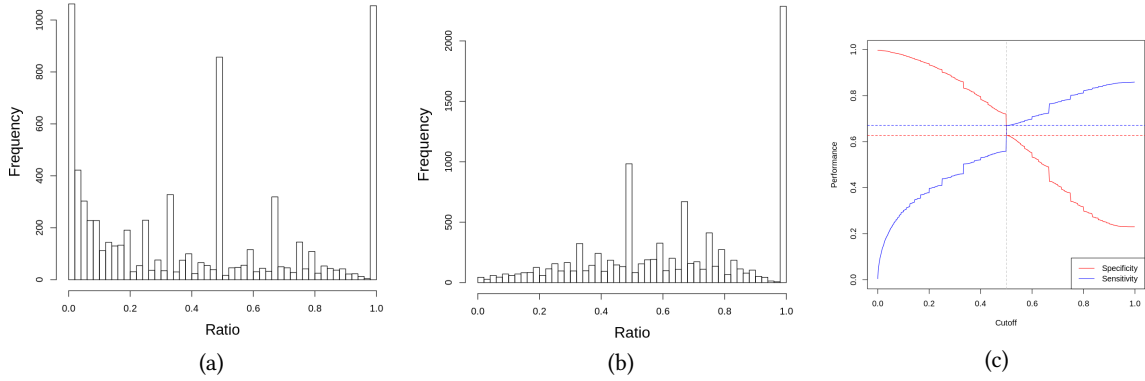 Frequency
0 200 400 600 800 1000
0.0 0.2 0.4 0.6 0.8 1.0
Ratio
(a)
Frequency
0 500 1000 1500 2000
0.0 0.2 0.4 0.6 0.8 1.0
Ratio
(b)
Performance
0.0 0.2 0.4 0.6 0.8 1.0
Specificity
Sensitivity
0.0 0.2 0.4 0.6 0.8 1.0
Cutoff
(c)